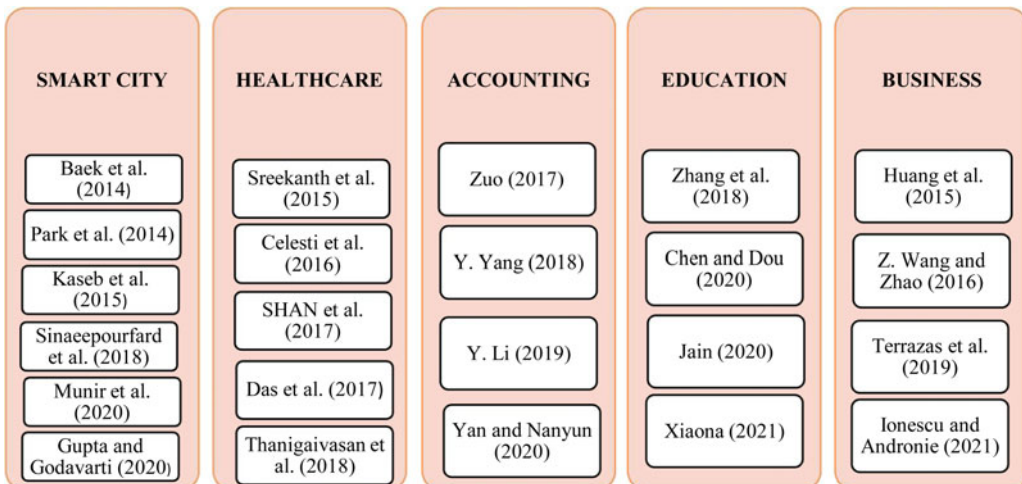 SMART CITY
Baek et al.
(2014)
Park et al. (2014)
Kaseb et al.
(2015)
Sinaeepourfard
et al. (2018)
Munir et al.
(2020)
Gupta and
Godavarti (2020)
HEALTHCARE
Sreekanth et al.
(2015)
Celesti et al.
(2016)
SHAN et al.
(2017)
Das et al. (2017)
Thanigaivasan et
al. (2018)
ACCOUNTING
Zuo (2017)
Y. Yang (2018)
Y. Li (2019)
Yan and Nanyun
(2020)
EDUCATION
Zhang et al.
(2018)
Chen and Dou
(2020)
Jain (2020)
Xiaona (2021)
BUSINESS
Huang et al.
(2015)
Z. Wang and
Zhao (2016)
Terrazas et al.
(2019)
Ionescu and
Andronie (2021)